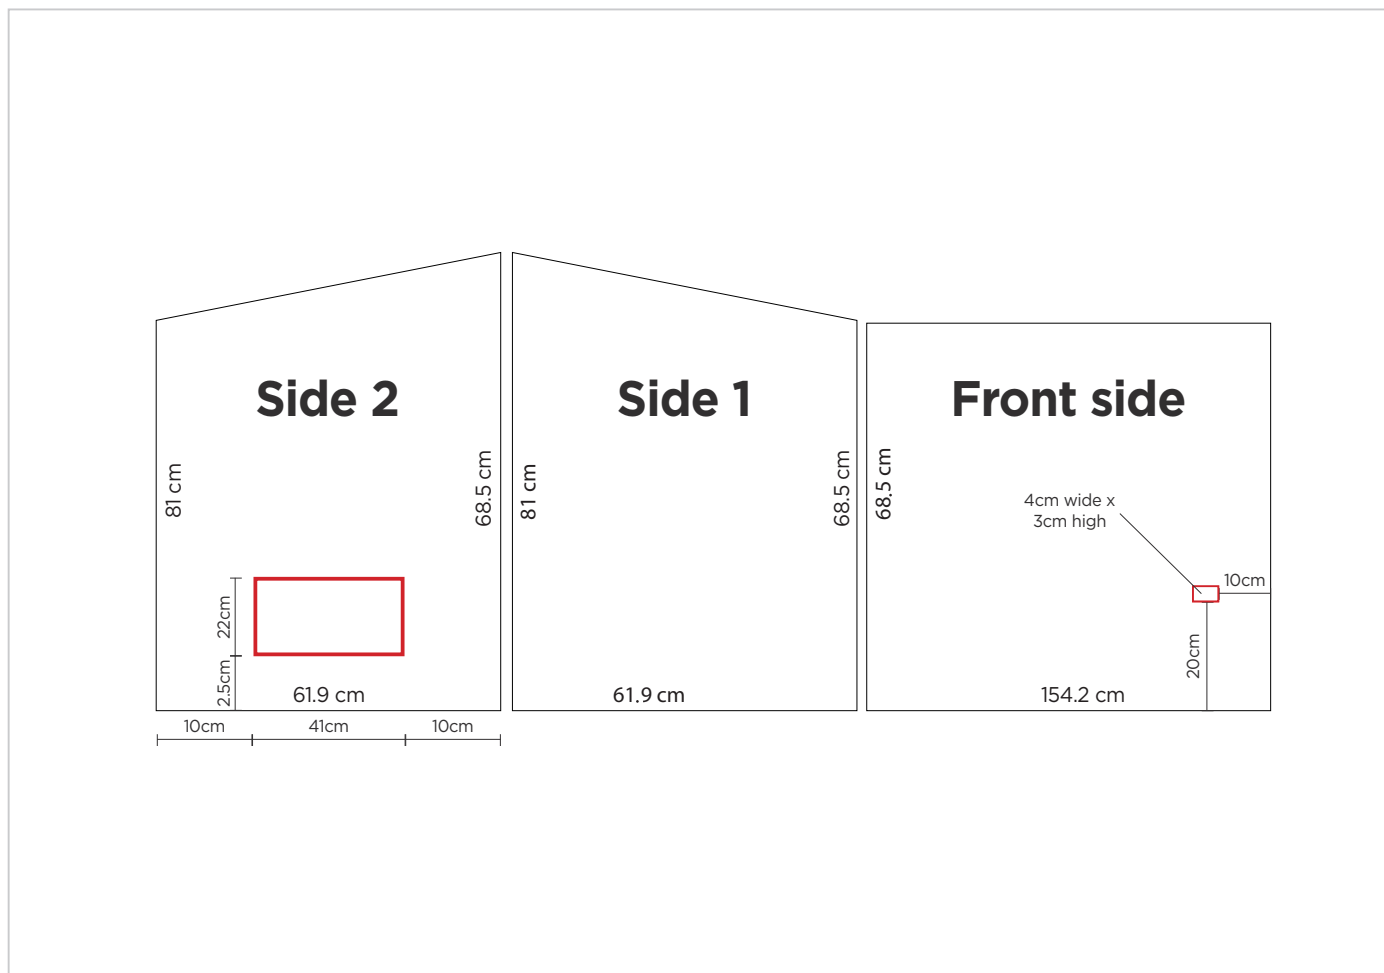 Side 2
81 cm
68.5 cm
22cm
2.5cm
61.9 cm
10cm
41cm
10cm
Side 1
81 cm
68.5 cm
61.9 cm
Front side
68.5 cm
4cm wide x
3cm high
10cm
20cm
154.2 cm